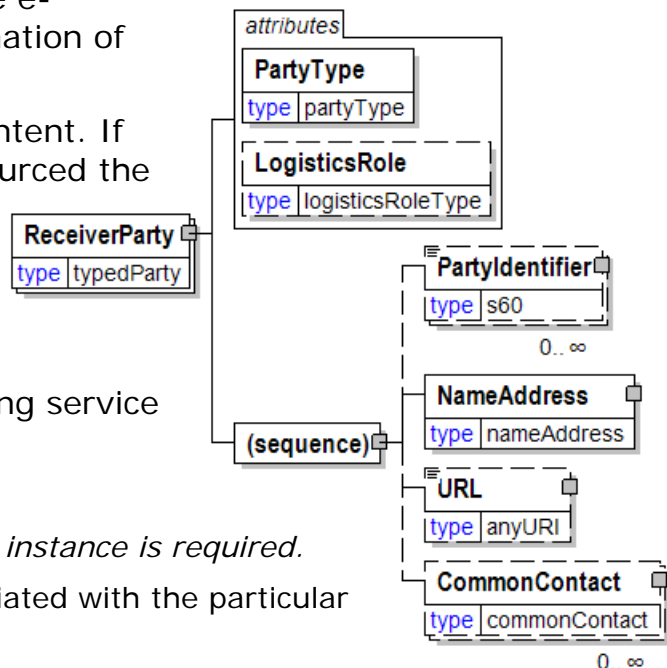 e e-
ation of
ntent. If
urced the
ng service
instance is required.
iated with the particular
attributes
PartyType
type partyType
LogisticsRole
type logisticsRoleType
ReceiverParty
type typedParty
(sequence)
PartyIdentifier
type s60
0.. ∞
NameAddress
type nameAddress
URL
type anyURI
CommonContact
type commonContact
0.. ∞